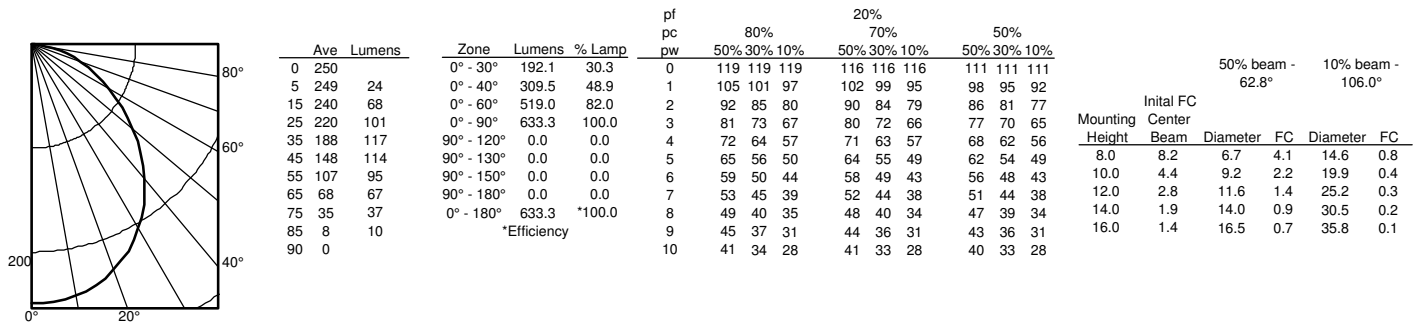 80°
60°
40°
200
0° 20°
Ave Lumens
0 250
5 249 24
15 240 68
25 220 101
35 188 117
45 148 114
55 107 95
65 68 67
75 35 37
85 8 10
90 0
Zone Lumens % Lamp
0° - 30° 192.1 30.3
0° - 40° 309.5 48.9
0° - 60° 519.0 82.0
0° - 90° 633.3 100.0
90° - 120° 0.0 0.0
90° - 130° 0.0 0.0
90° - 150° 0.0 0.0
90° - 180° 0.0 0.0
0° - 180° 633.3 *100.0
*Efficiency
pf 20%
pc 80% 70% 50%
pw 50% 30% 10% 50% 30% 10% 50% 30% 10%
0 119 119 119 116 116 116 111 111 111
1 105 101 97 102 99 95 98 95 92
2 92 85 80 90 84 79 86 81 77
3 81 73 67 80 72 66 77 70 65
4 72 64 57 71 63 57 68 62 56
5 65 56 50 64 55 49 62 54 49
6 59 50 44 58 49 43 56 48 43
7 53 45 39 52 44 38 51 44 38
8 49 40 35 48 40 34 47 39 34
9 45 37 31 44 36 31 43 36 31
10 41 34 28 41 33 28 40 33 28
50% beam - 10% beam -
62.8° 106.0°
Inital FC
Mounting Center
Height Beam Diameter FC Diameter FC
8.0 8.2 6.7 4.1 14.6 0.8
10.0 4.4 9.2 2.2 19.9 0.4
12.0 2.8 11.6 1.4 25.2 0.3
14.0 1.9 14.0 0.9 30.5 0.2
16.0 1.4 16.5 0.7 35.8 0.1